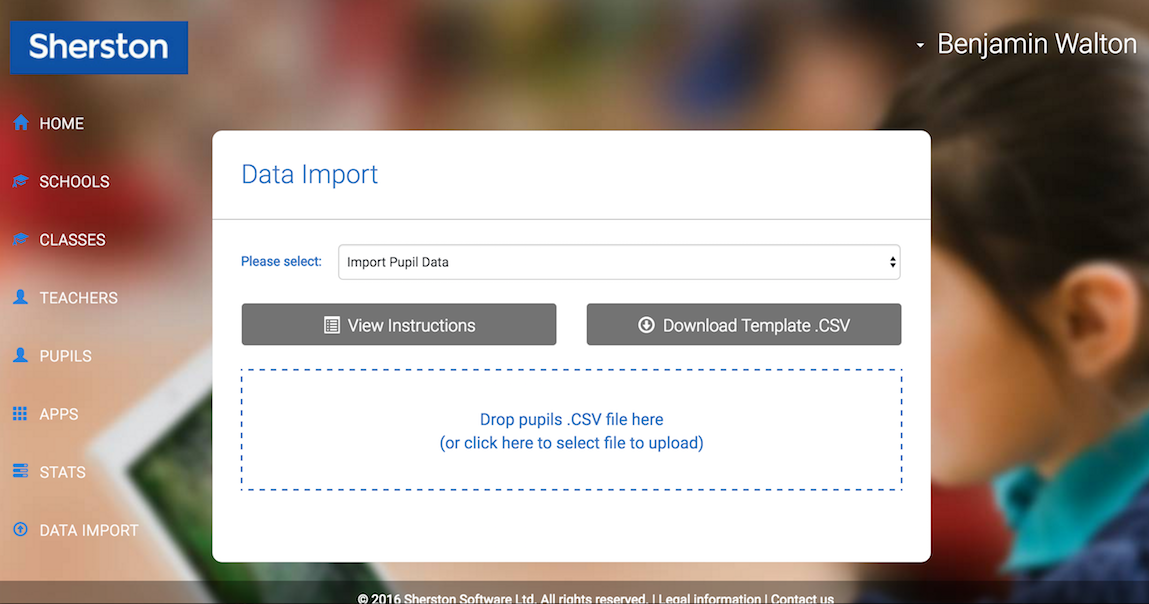 Sherston
Benjamin Walton
HOME
SCHOOLS
CLASSES
TEACHERS
PUPILS
APPS
STATS
DATA IMPORT
Data Import
Please select: Import Pupil Data
View Instructions
Download Template .CSV
Drop pupils .CSV file here
(or click here to select file to upload)
© 2016 Sherston Software Ltd. All rights reserved. | Legal information | Contact us